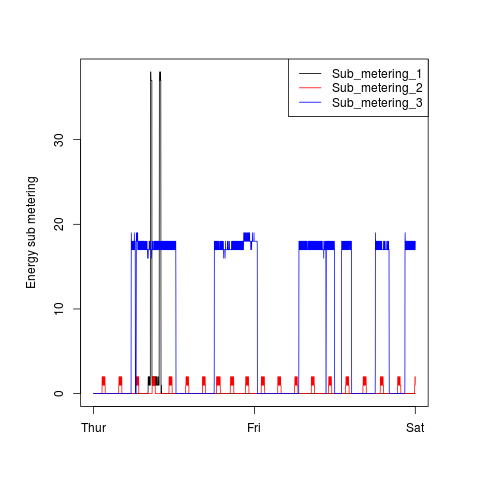 Sub_metering_1
Sub_metering_2
Sub_metering_3
Energy sub metering
30
20
10
0
Thur Fri Sat